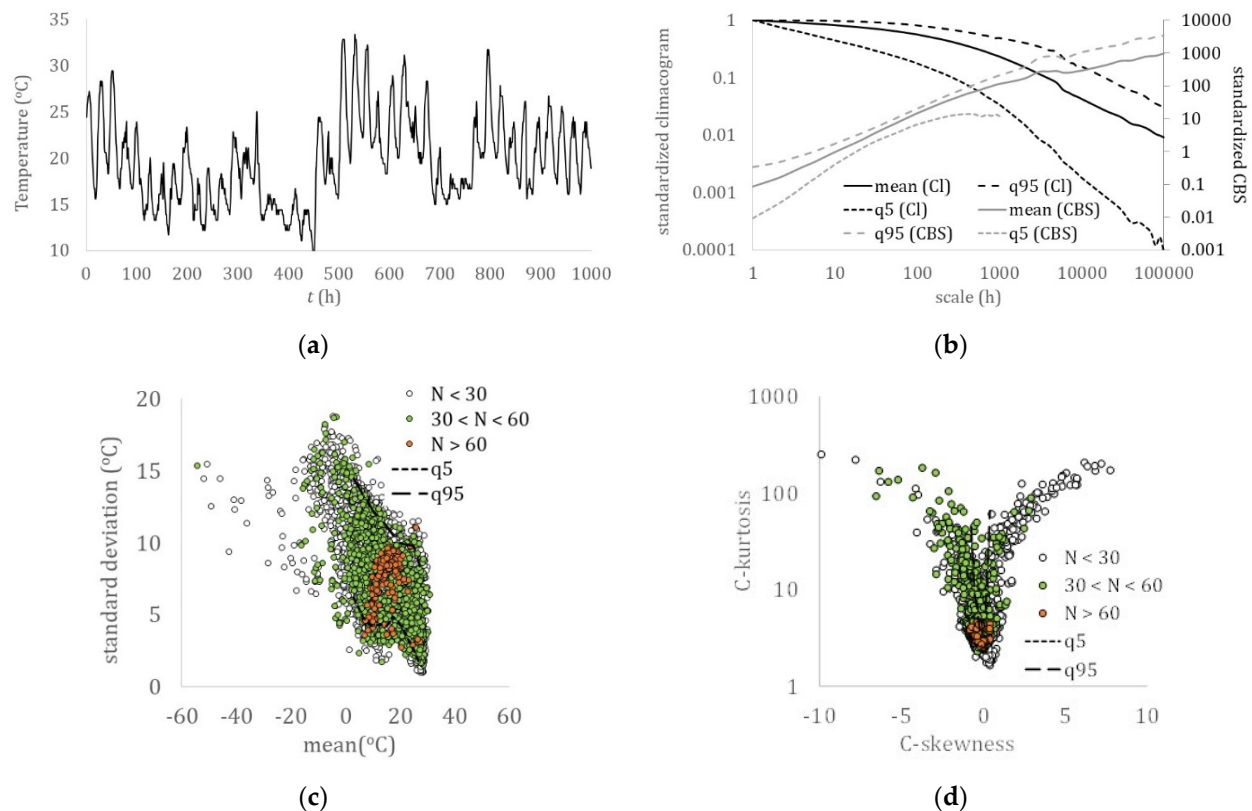 35
30
25
20
15
10
Temperature (°C)
0 100 200 300 400 500 600 700 800 900 1000
t (h)
(a)
1
0.1
0.01
0.001
0.0001
standardized climacogram
10000
1000
100
10
1
0.1
0.01
0.001
standardized CBS
mean (Cl) q95 (Cl)
q5 (Cl) mean (CBS)
q95 (CBS) q5 (CBS)
1 10 100 1000 10000 100000
scale (h)
(b)
20
15
10
5
0
standard deviation (°C)
N < 30
30 < N < 60
N > 60
q5
q95
-60 -40 -20 0 20 40 60
mean(°C)
(c)
1000
100
10
1
C-kurtosis
N < 30
30 < N < 60
N > 60
q5
q95
-10 -5 0 5 10
C-skewness
(d)